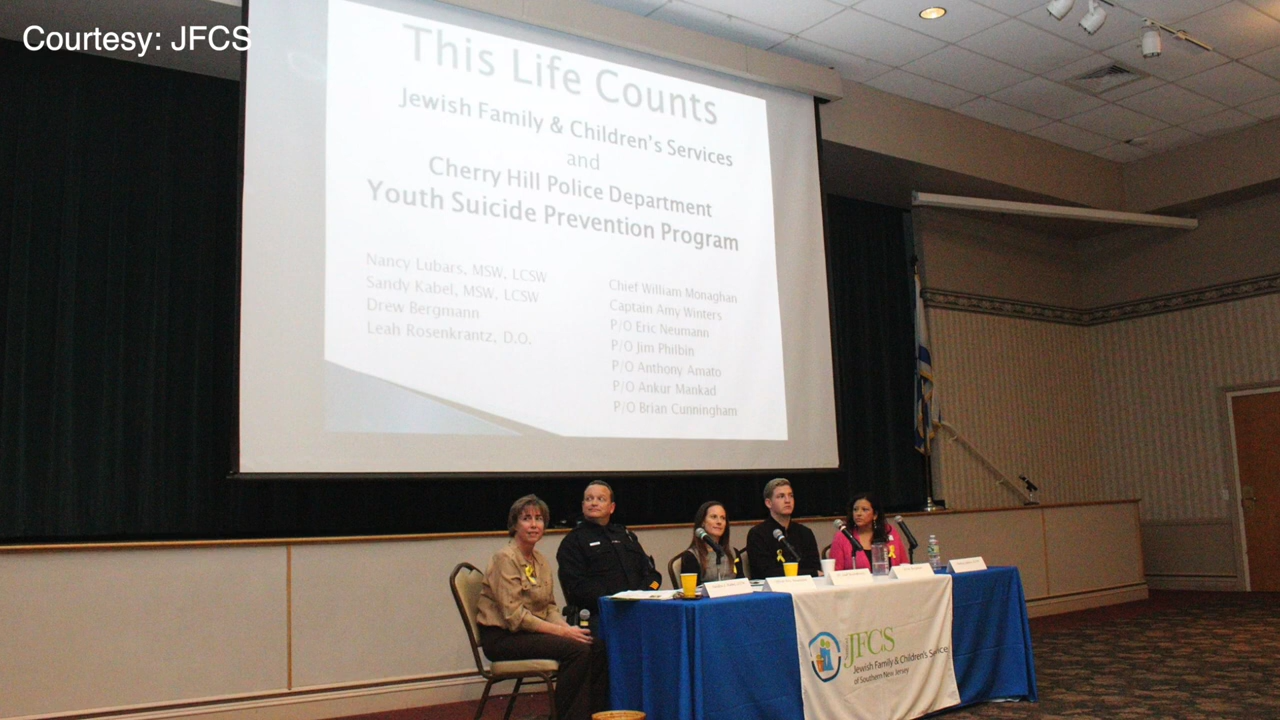 Courtesy: JFCS
This Life Counts
Jewish Family & Children's Services
and
Cherry Hill Police Department
Youth Suicide Prevention Program
Nancy Lubars, MSW, LCSW
Sandy Kabel, MSW, LCSW
Drew Bergmann
Leah Rosenkrantz, D.O.
Chief William Monaghan
Captain Amy Winters
P/O Eric Neumann
P/O Jim Philbin
P/O Anthony Amato
P/O Ankur Mankad
P/O Brian Cunningham
JFCS
Jewish Family & Children's Service
of Southern New Jersey